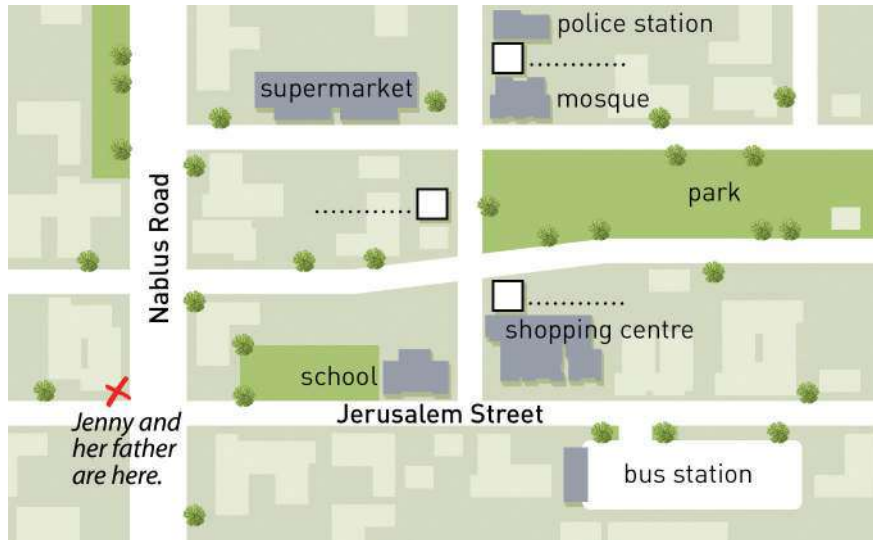 police station
............
supermarket
mosque
park
............
Nablus Road
............
shopping centre
school
Jerusalem Street
Jenny and
her father
are here.
bus station